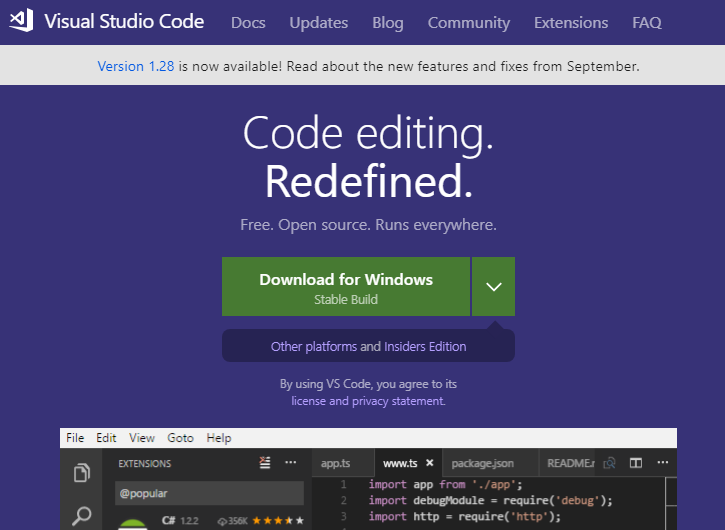 Visual Studio Code Docs Updates Blog Community Extensions FAQ
Version 1.28 is now available! Read about the new features and fixes from September.
Code editing.
Redefined.
Free. Open source. Runs everywhere.
Download for Windows
Stable Build
Other platforms and Insiders Edition
By using VS Code, you agree to its
license and privacy statement.
File Edit View Goto Help
EXTENSIONS ··· app.ts www.ts × package.json README.r ···
@popular 1 import app from './app';
2 import debugModule = require('debug');
C# 1.2.2 356K 3 import http = require('http');